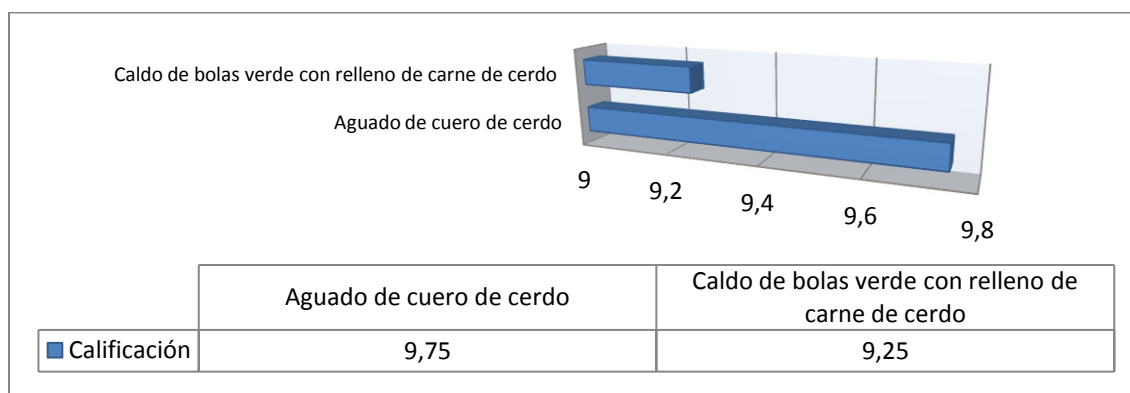 Caldo de bolas verde con relleno de carne de cerdo
Aguado de cuero de cerdo
9
9,2
9,4
9,6
9,8
Aguado de cuero de cerdo
Caldo de bolas verde con relleno de
carne de cerdo
Calificación
9,75
9,25